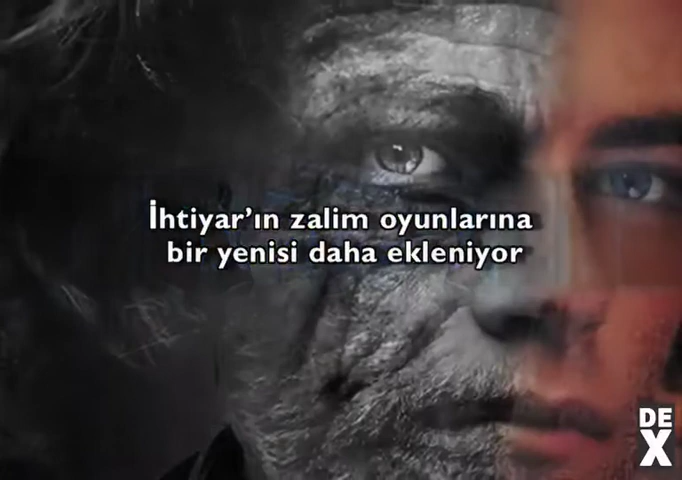 İhtiyar'ın zalim oyunlarına
bir yenisi daha ekleniyor
DE
X